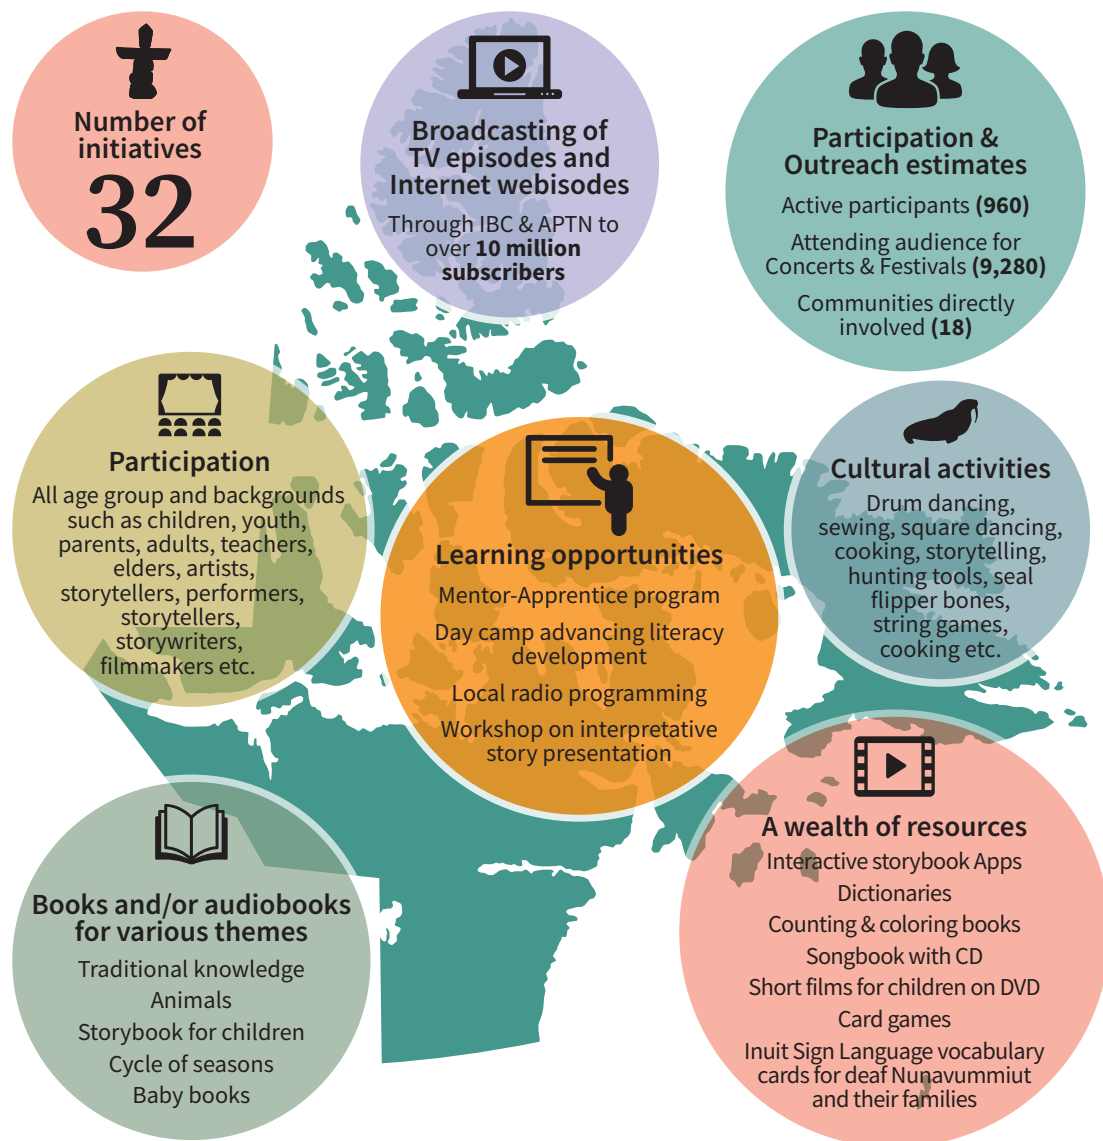 Number of
initiatives
32
Broadcasting of
TV episodes and
Internet webisodes
Through IBC & APTN to
over 10 million
subscribers
Participation &
Outreach estimates
Active participants (960)
Attending audience for
Concerts & Festivals (9,280)
Communities directly
involved (18)
Participation
All age group and backgrounds
such as children, youth,
parents, adults, teachers,
elders, artists,
storytellers, performers,
storytellers,
storywriters,
filmmakers etc.
Learning opportunities
Mentor-Apprentice program
Day camp advancing literacy
development
Local radio programming
Workshop on interpretative
story presentation
Cultural activities
Drum dancing,
sewing, square dancing,
cooking, storytelling,
hunting tools, seal
flipper bones,
string games,
cooking etc.
Books and/or audiobooks
for various themes
Traditional knowledge
Animals
Storybook for children
Cycle of seasons
Baby books
A wealth of resources
Interactive storybook Apps
Dictionaries
Counting & coloring books
Songbook with CD
Short films for children on DVD
Card games
Inuit Sign Language vocabulary
cards for deaf Nunavummiut
and their families